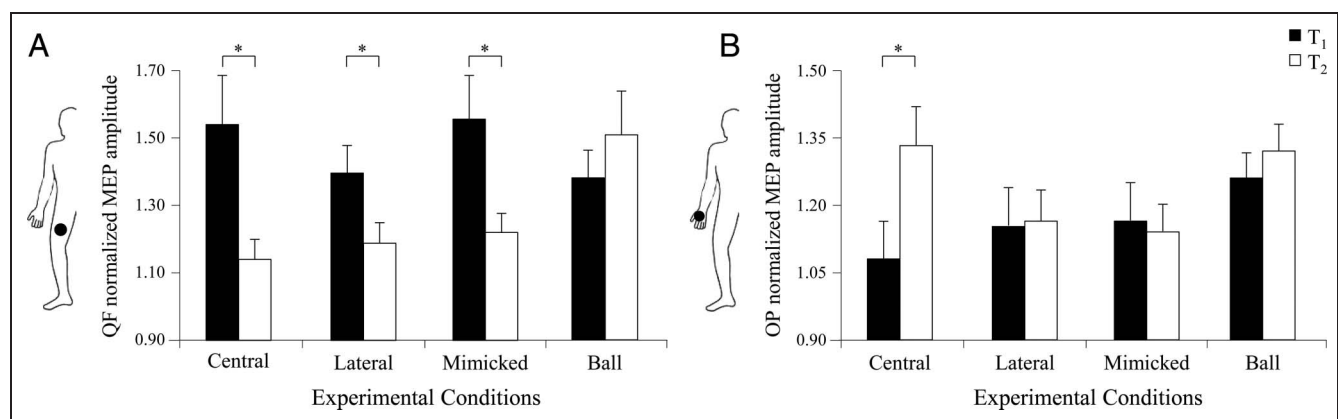 A
QF normalized MEP amplitude
1.70
1.50
1.30
1.10
0.90
*
*
*
Central Lateral Mimicked Ball
Experimental Conditions
B
OP normalized MEP amplitude
1.50
1.35
1.20
1.05
0.90
*
Central Lateral Mimicked Ball
Experimental Conditions
T₁
T₂